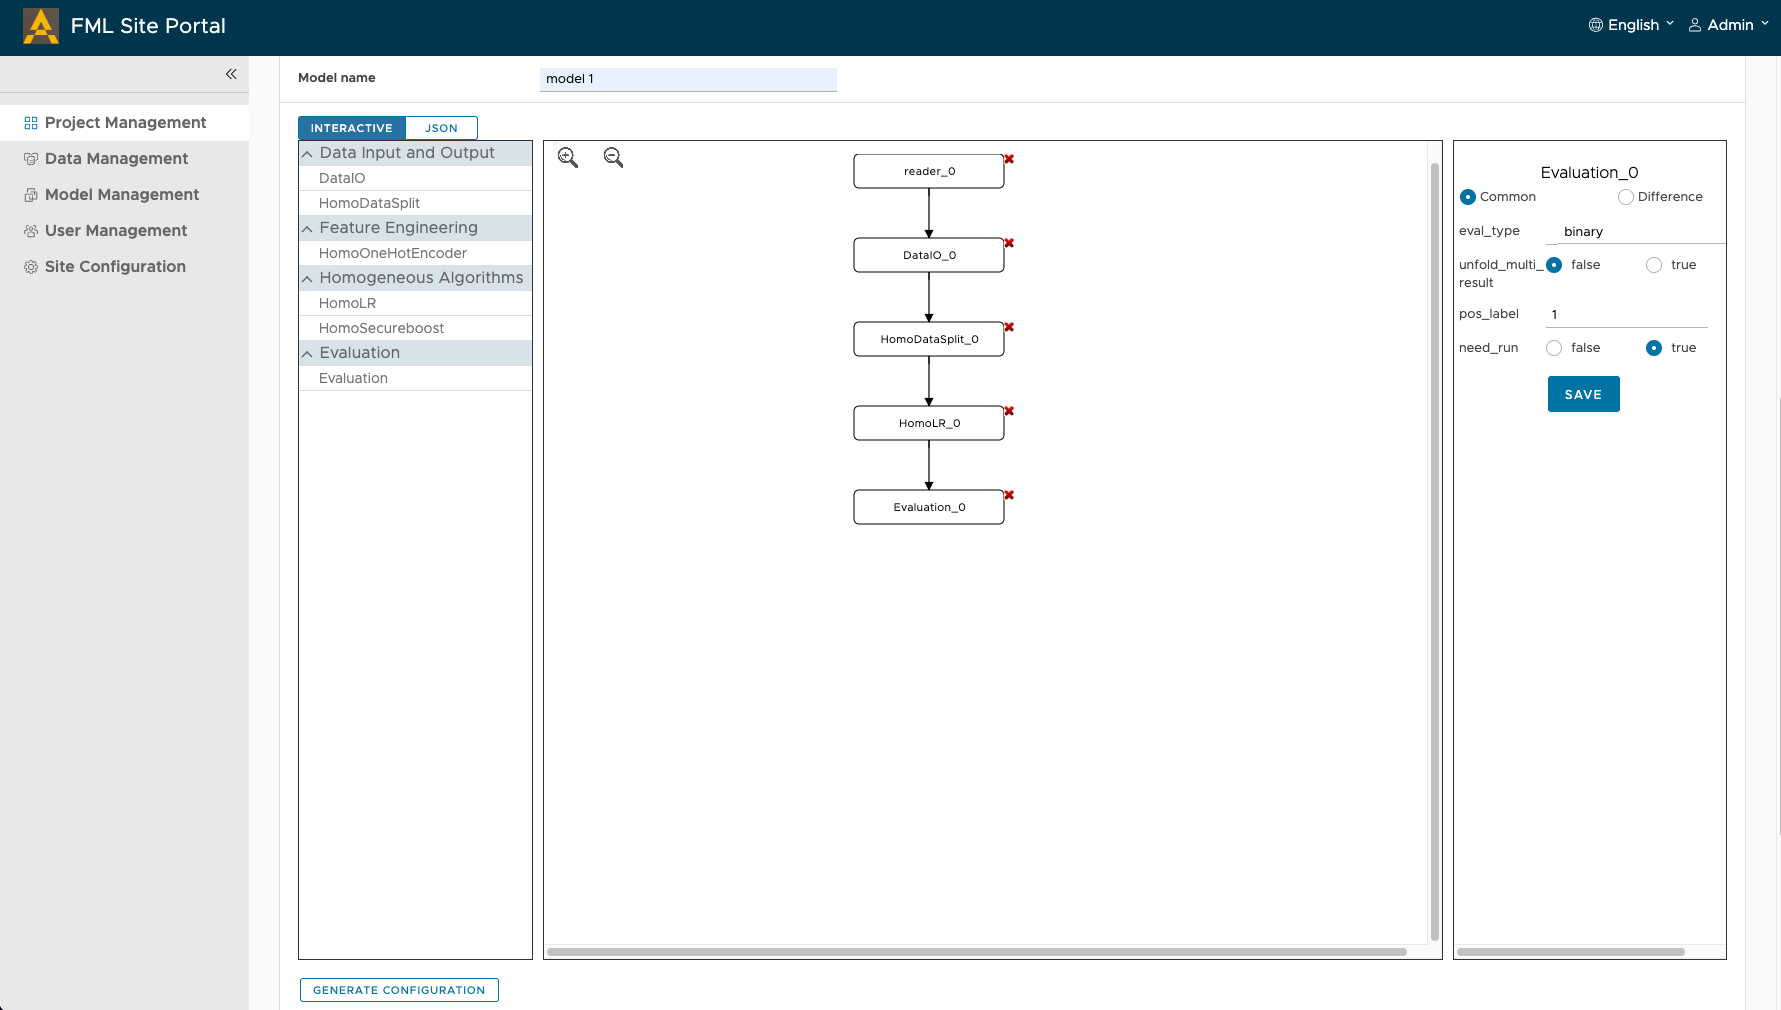 FML Site Portal
English
Admin
Project Management
Data Management
Model Management
User Management
Site Configuration
Model name
model 1
INTERACTIVE
JSON
Data Input and Output
DataIO
HomoDataSplit
Feature Engineering
HomoOneHotEncoder
Homogeneous Algorithms
HomoLR
HomoSecureboost
Evaluation
Evaluation
reader_0
DataIO_0
HomoDataSplit_0
HomoLR_0
Evaluation_0
Evaluation_0
Common
Difference
eval_type
binary
unfold_multi_
result
false
true
pos_label
1
need_run
false
true
SAVE
GENERATE CONFIGURATION